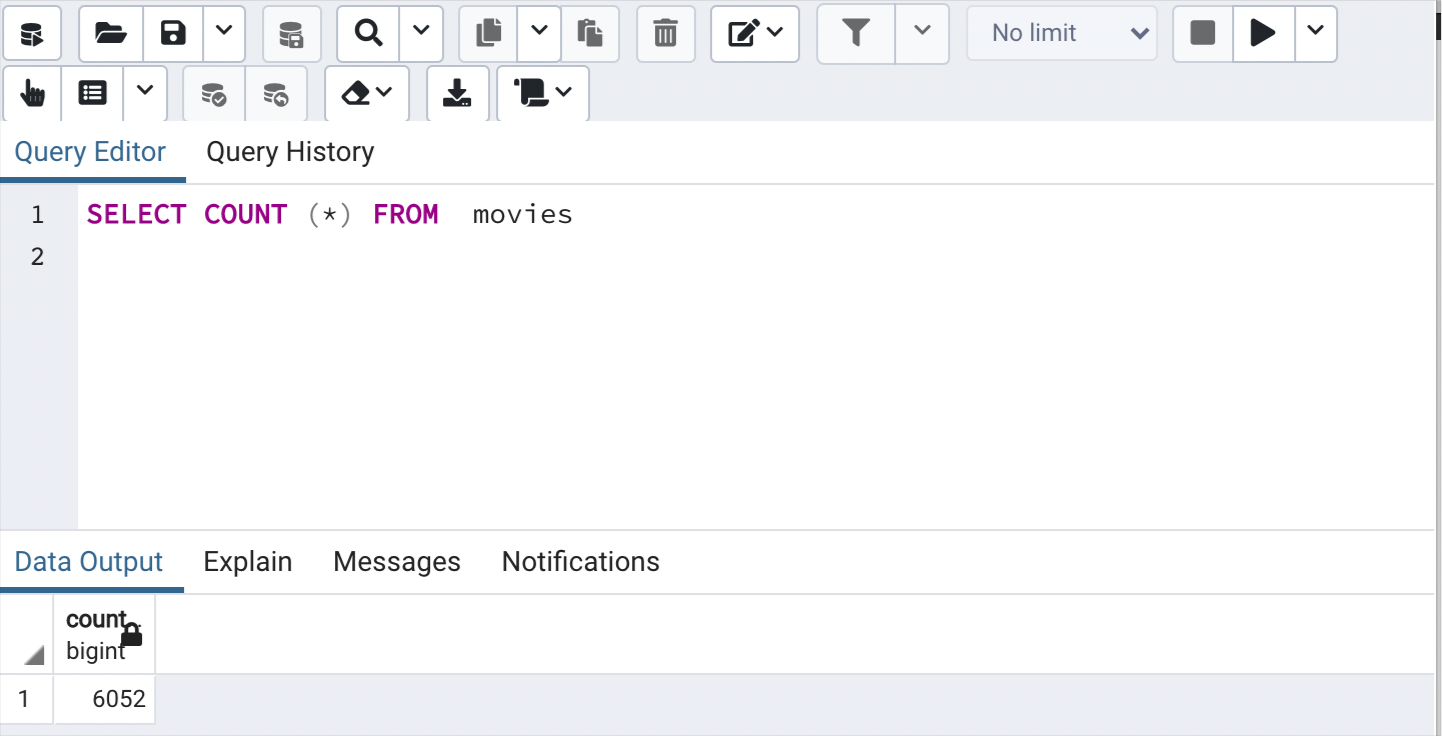 No limit
Query Editor Query History
1 SELECT COUNT (*) FROM  movies
2
Data Output Explain Messages Notifications
count
bigint
1 6052